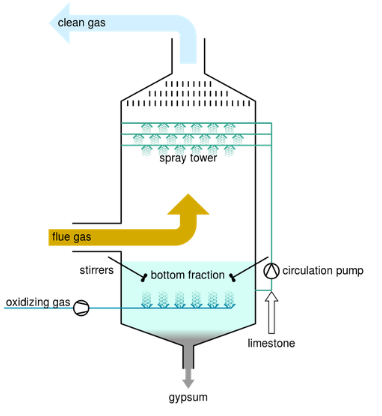 clean gas
spray tower
flue gas
stirrers
bottom fraction
circulation pump
oxidizing gas
limestone
gypsum